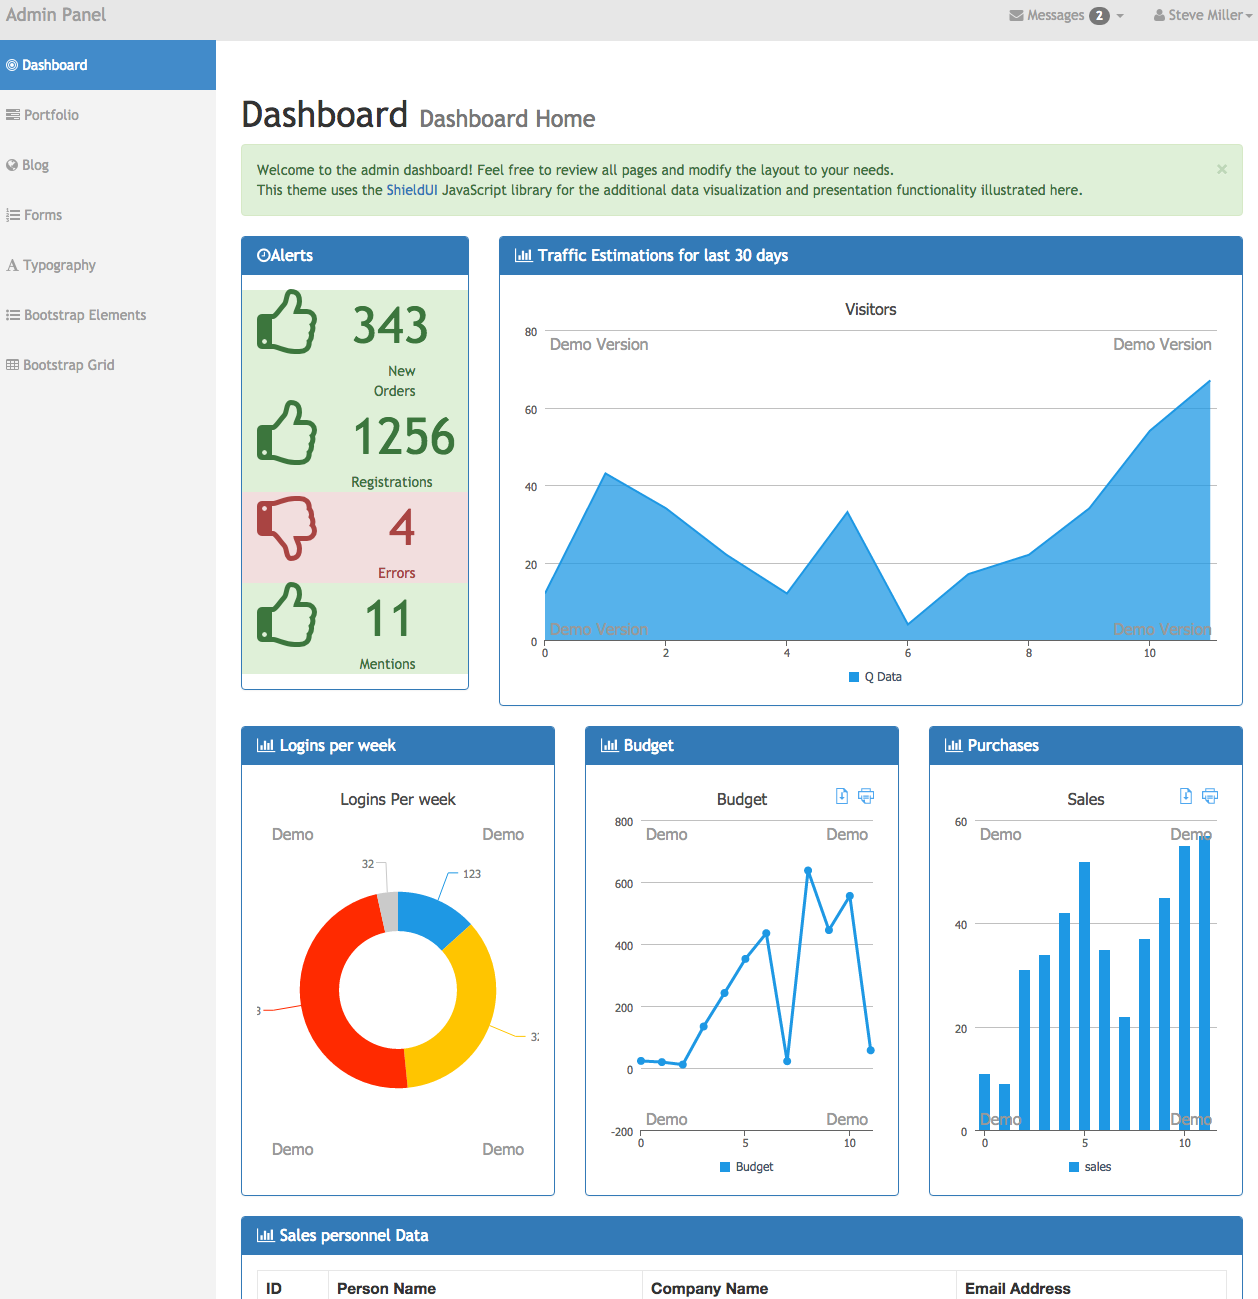 Admin Panel
Messages 2
Steve Miller
Dashboard
Portfolio
Blog
Forms
Typography
Bootstrap Elements
Bootstrap Grid
Dashboard Dashboard Home
Welcome to the admin dashboard! Feel free to review all pages and modify the layout to your needs.
This theme uses the ShieldUI JavaScript library for the additional data visualization and presentation functionality illustrated here.
×
Alerts
343
New
Orders
1256
Registrations
4
Errors
11
Mentions
Traffic Estimations for last 30 days
Visitors
80
Demo Version Demo Version
60
40
20
0
Demo Version Demo Version
0 2 4 6 8 10
Q Data
Logins per week
Logins Per week
Demo Demo
32
123
Demo Demo
Budget
Budget
800
Demo Demo
600
400
200
0
Demo Demo
-200
0 5 10
Budget
Purchases
Sales
60
Demo Demo
40
20
Demo Demo
0
0 5 10
sales
Sales personnel Data
ID Person Name Company Name Email Address